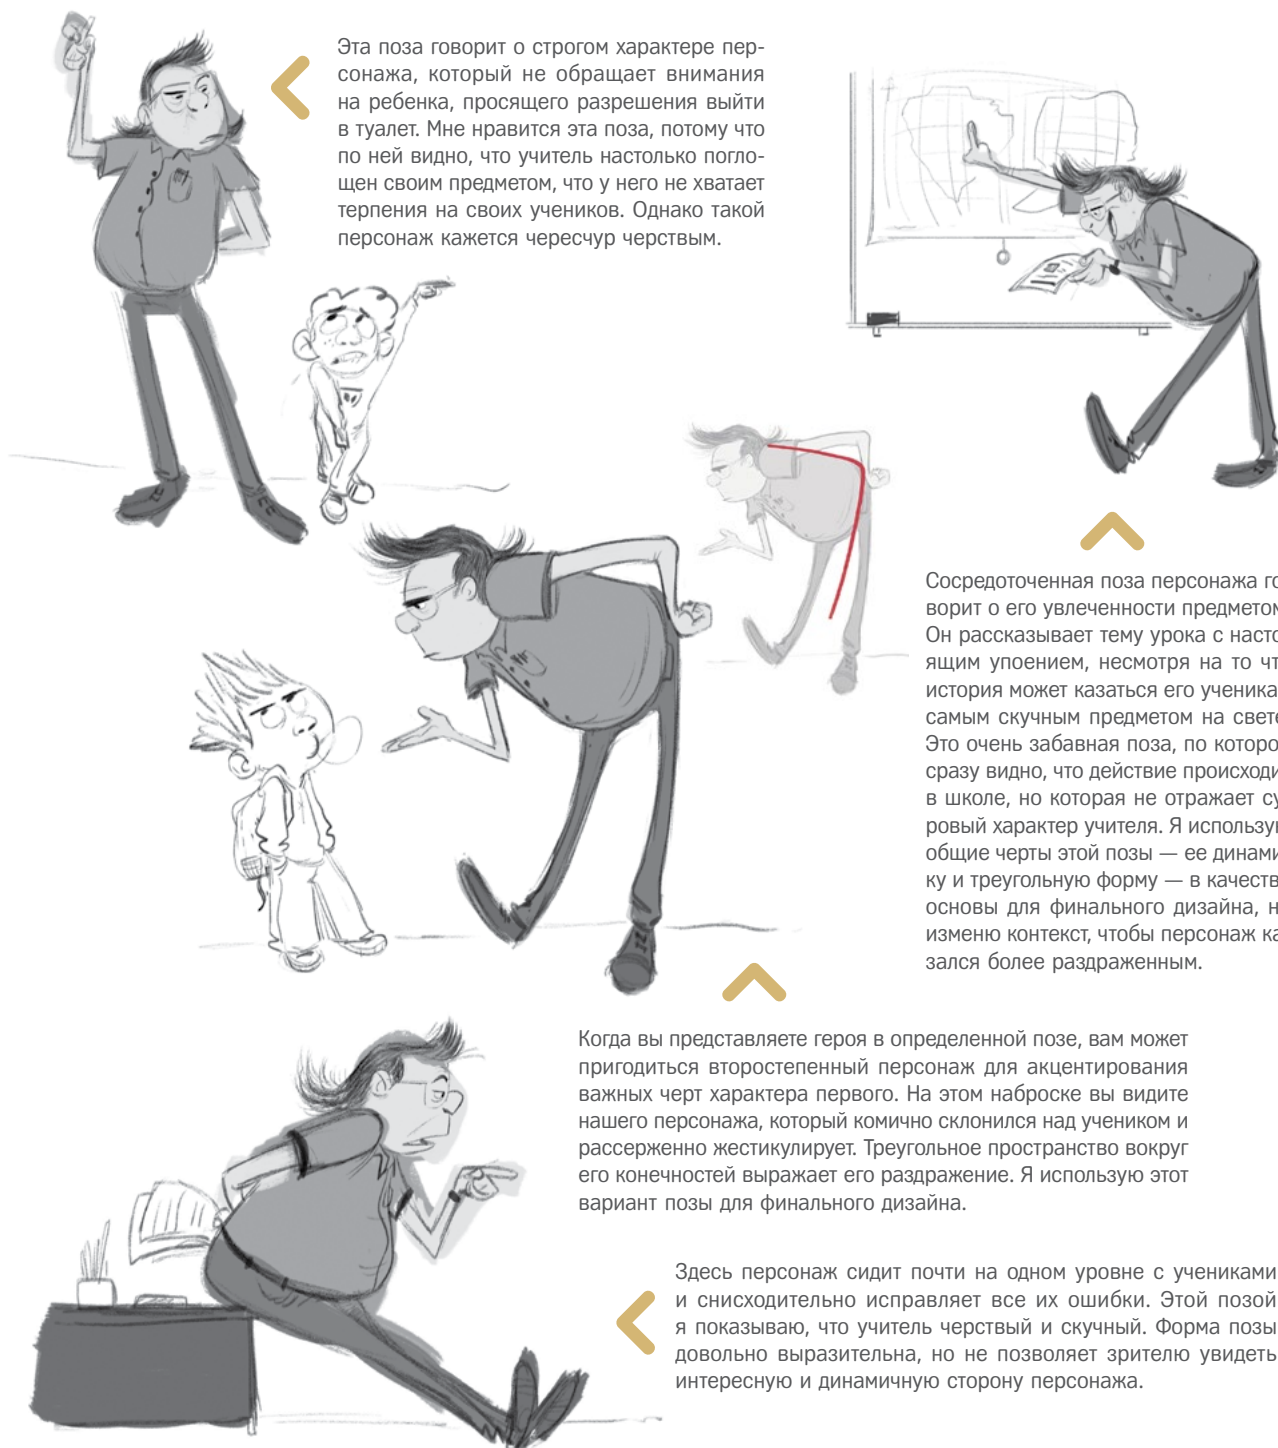 Эта поза говорит о строгом характере пер-
сонажа, который не обращает внимания
на ребенка, просящего разрешения выйти
в туалет. Мне нравится эта поза, потому что
по ней видно, что учитель настолько погло-
щен своим предметом, что у него не хватает
терпения на своих учеников. Однако такой
персонаж кажется чересчур черствым.
Сосредоточенная поза персонажа го
ворит о его увлеченности предметом
Он рассказывает тему урока с насто
ящим упоением, несмотря на то чт
история может казаться его ученика
самым скучным предметом на свете
Это очень забавная поза, по которо
сразу видно, что действие происходи
в школе, но которая не отражает су
ровый характер учителя. Я использу
общие черты этой позы — ее динами
ку и треугольную форму — в качеств
основы для финального дизайна, н
изменю контекст, чтобы персонаж ка
зался более раздраженным.
Когда вы представляете героя в определенной позе, вам может
пригодиться второстепенный персонаж для акцентирования
важных черт характера первого. На этом наброске вы видите
нашего персонажа, который комично склонился над учеником и
рассерженно жестикулирует. Треугольное пространство вокруг
его конечностей выражает его раздражение. Я использую этот
вариант позы для финального дизайна.
Здесь персонаж сидит почти на одном уровне с учениками
и снисходительно исправляет все их ошибки. Этой позой
я показываю, что учитель черствый и скучный. Форма позы
довольно выразительна, но не позволяет зрителю увидеть
интересную и динамичную сторону персонажа.